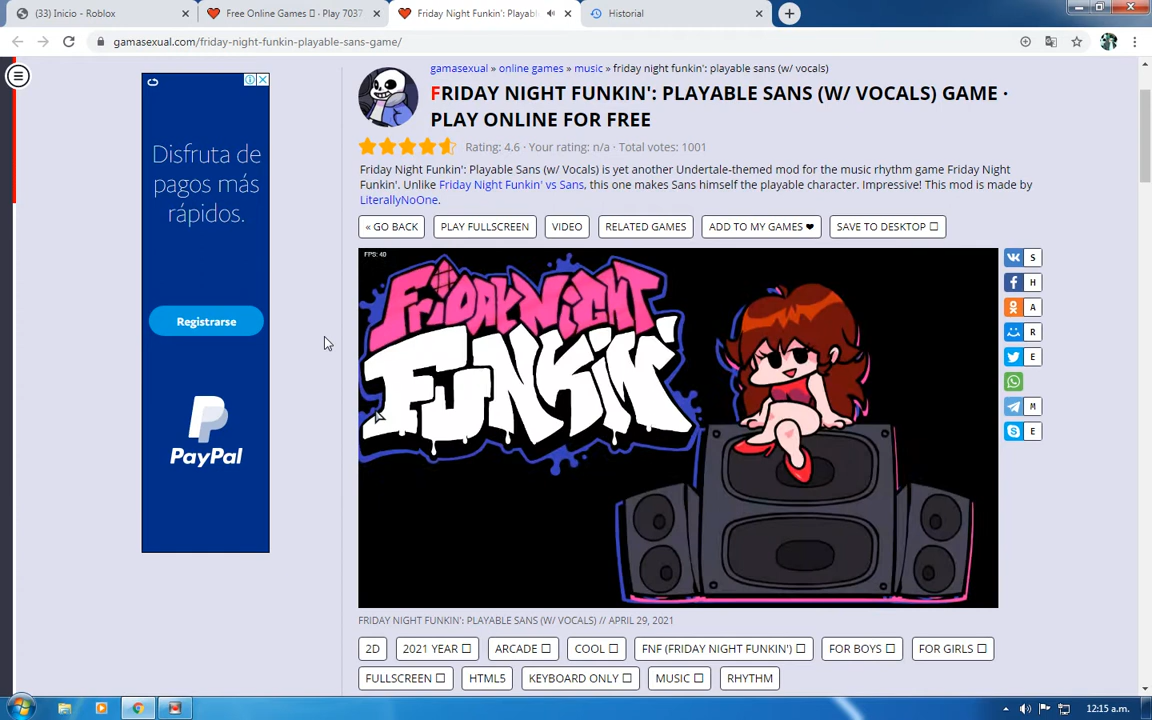 (33) Inicio - Roblox
Free Online Games · Play 7037
Friday Night Funkin': Playabl
Historial
gamasexual.com/friday-night-funkin-playable-sans-game/
gamasexual » online games » music » friday night funkin': playable sans (w/ vocals)
FRIDAY NIGHT FUNKIN': PLAYABLE SANS (W/ VOCALS) GAME ·
PLAY ONLINE FOR FREE
Rating: 4.6 · Your rating: n/a · Total votes: 1001
Friday Night Funkin': Playable Sans (w/ Vocals) is yet another Undertale-themed mod for the music rhythm game Friday Night
Funkin'. Unlike Friday Night Funkin' vs Sans, this one makes Sans himself the playable character. Impressive! This mod is made by
LiterallyNoOne.
« GO BACK
PLAY FULLSCREEN
VIDEO
RELATED GAMES
ADD TO MY GAMES ❤
SAVE TO DESKTOP
Disfruta de
pagos más
rápidos.
Registrarse
PayPal
FPS: 40
FRIDAY NIGHT
FUNKIN'
S
H
A
R
E
M
E
FRIDAY NIGHT FUNKIN': PLAYABLE SANS (W/ VOCALS) // APRIL 29, 2021
2D
2021 YEAR
ARCADE
COOL
FNF (FRIDAY NIGHT FUNKIN')
FOR BOYS
FOR GIRLS
FULLSCREEN
HTML5
KEYBOARD ONLY
MUSIC
RHYTHM
12:15 a.m.